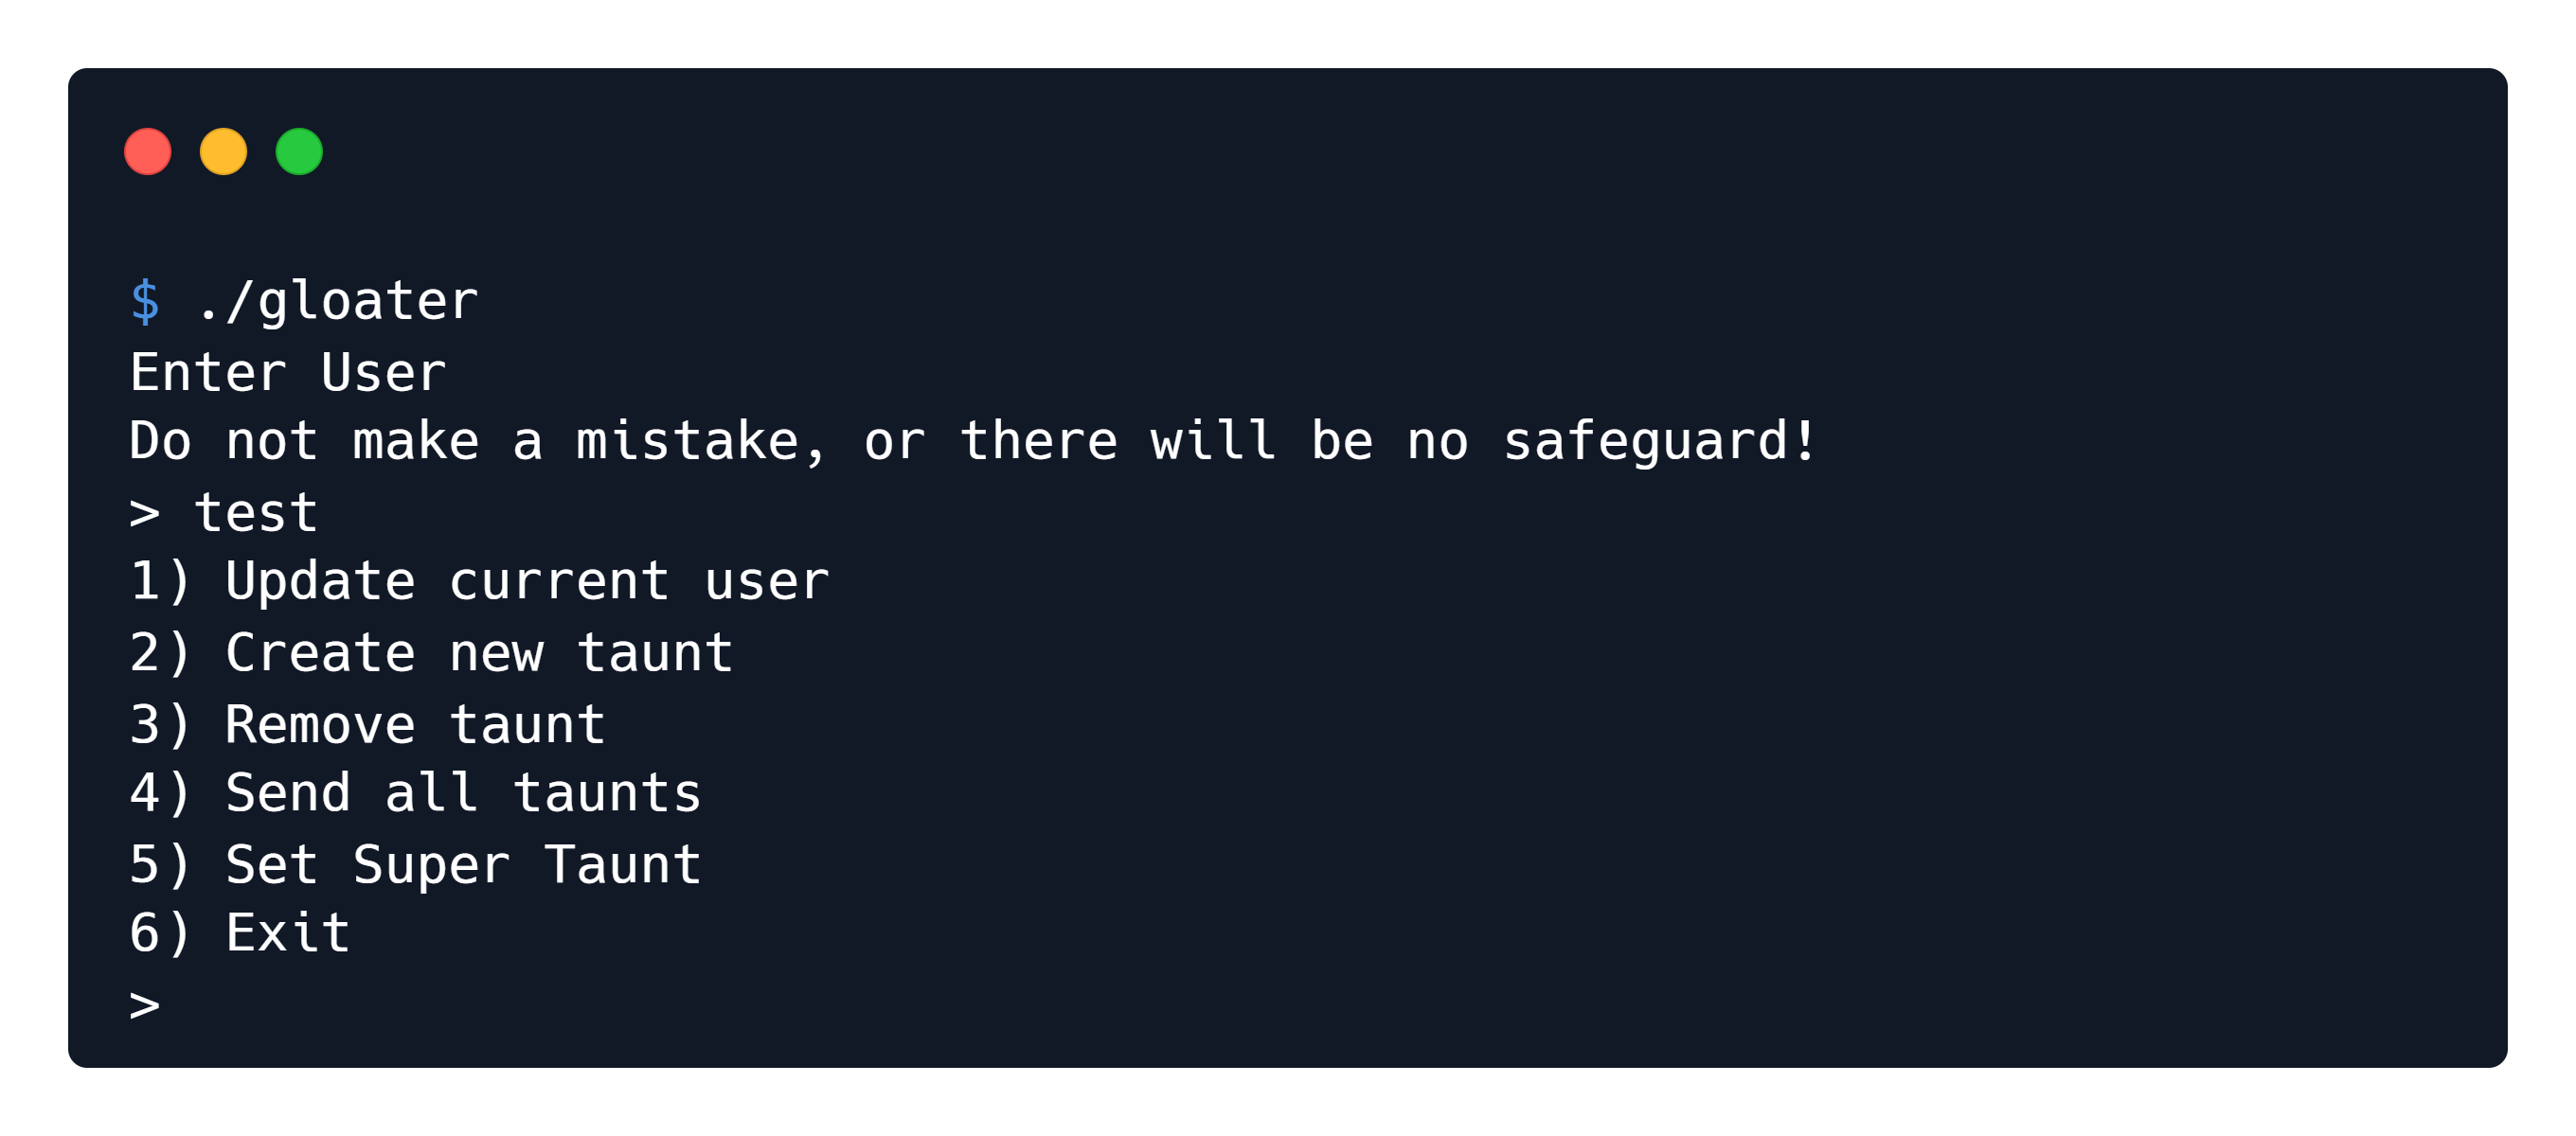 $ ./gloater
Enter User
Do not make a mistake, or there will be no safeguard!
> test
1) Update current user
2) Create new taunt
3) Remove taunt
4) Send all taunts
5) Set Super Taunt
6) Exit
>